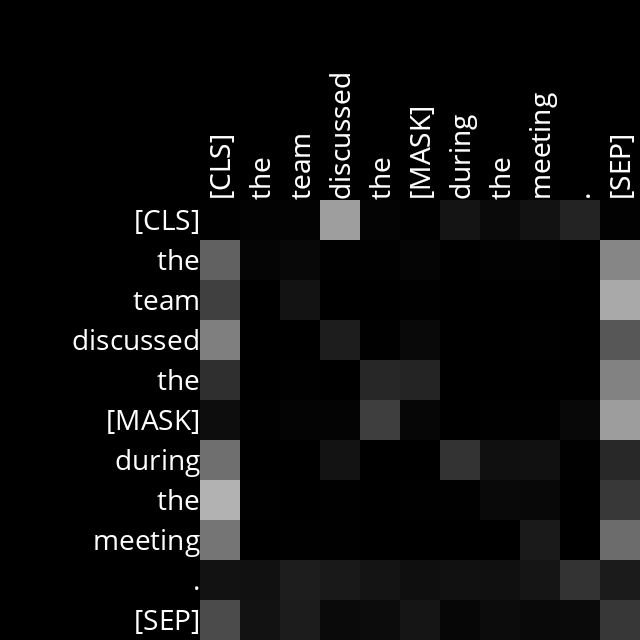 [CLS] the team discussed the [MASK] during the meeting . [SEP]
[CLS]
the
team
discussed
the
[MASK]
during
the
meeting
.
[SEP]